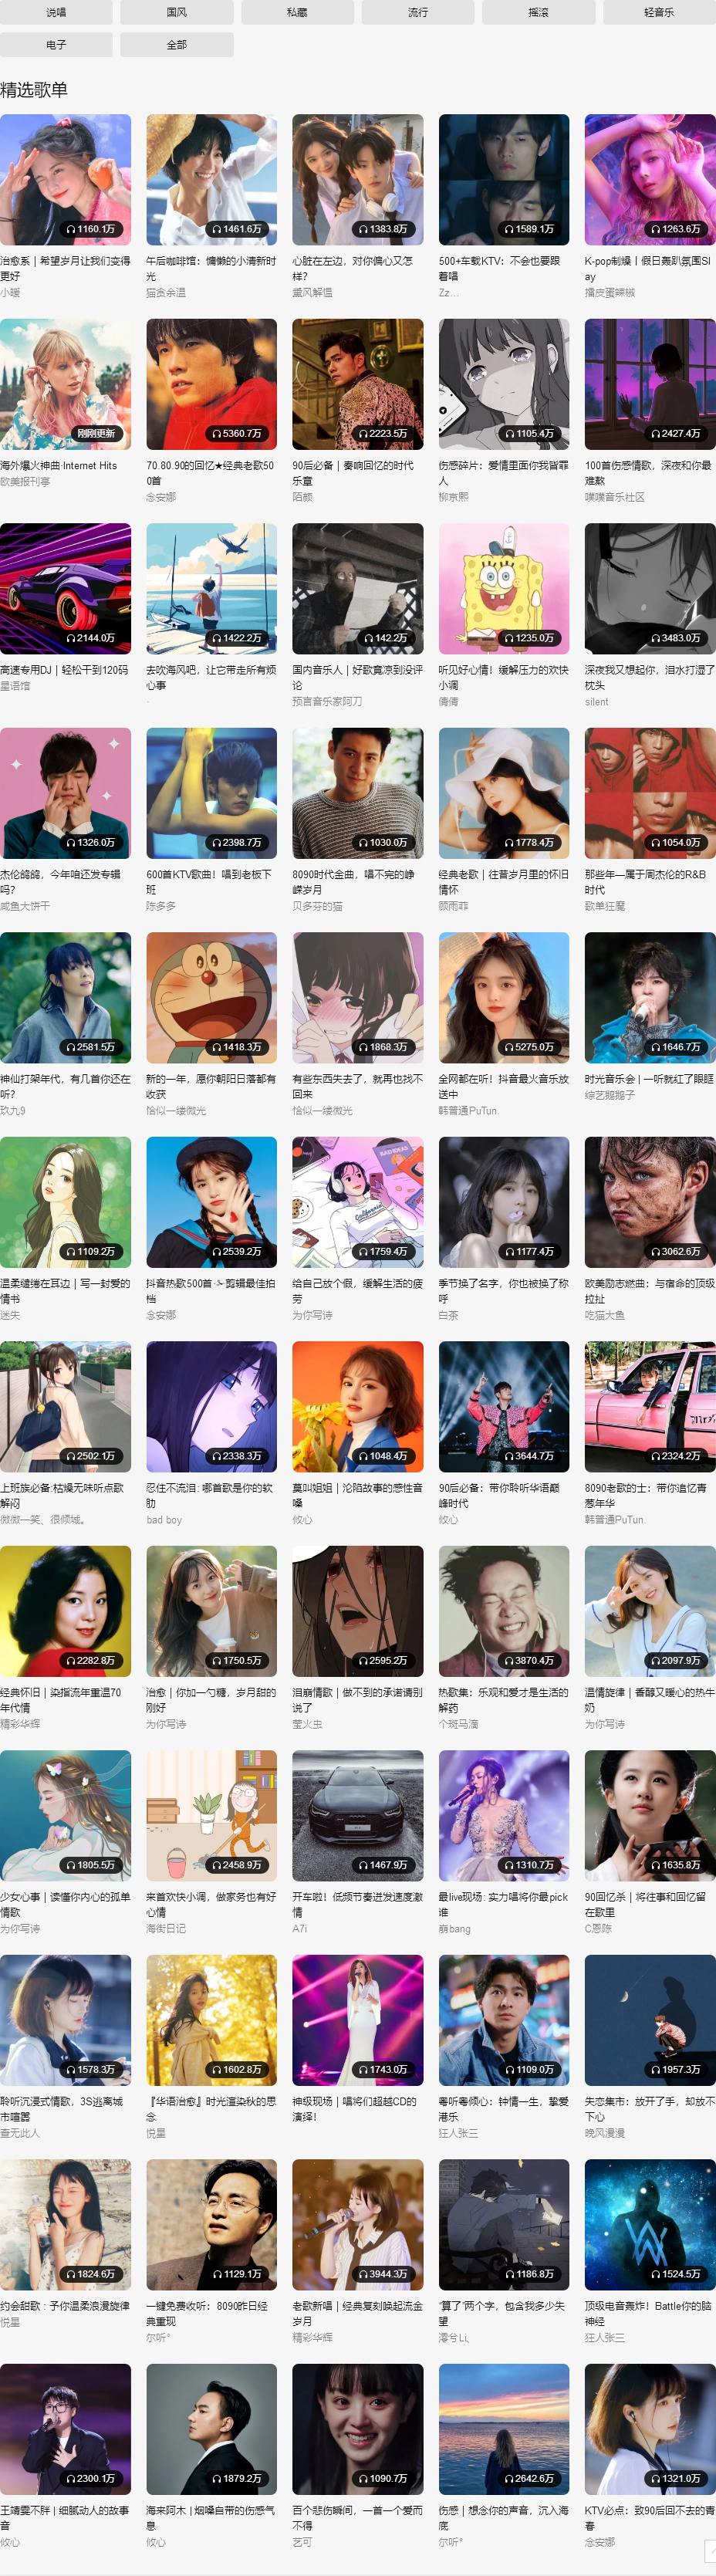 说唱
国风
私藏
流行
摇滚
轻音乐
电子
全部
精选歌单
1160.1万
1461.6万
1383.8万
1589.1万
1263.6万
治愈系 | 希望岁月让我们变得
更好
小暖
午后咖啡馆：慵懒的小清新时
光
猫贪余温
心脏在左边，对你偏心又怎
样？
薰风解愠
500+车载KTV：不会也要跟
着唱
Zz...
K-pop制燥丨假日轰趴氛围Sl
ay
擂皮蛋辣椒
刚刚更新
5360.7万
2223.5万
1105.4万
2427.4万
海外爆火神曲·Internet Hits
欧美报刊亭
70.80.90的回忆★经典老歌50
0首
念安娜
90后必备 | 奏响回忆的时代
乐章
陌颜
伤感碎片：爱情里面你我皆罪
人
柳京熙
100首伤感情歌，深夜和你最
难熬
噗噗音乐社区
2144.0万
1422.2万
142.2万
1235.0万
3483.0万
高速专用DJ | 轻松干到120码
星语馆
去吹海风吧，让它带走所有烦
心事
.
国内音乐人 | 好歌竟凉到没评
论
预言音乐家阿刀
听见好心情！缓解压力的欢快
小调
倩倩
深夜我又想起你，泪水打湿了
枕头
silent
1326.0万
2398.7万
1030.0万
1778.4万
1054.0万
杰伦鸽鸽，今年咱还发专辑
吗？
咸鱼大饼干
600首KTV歌曲！唱到老板下
班
陈多多
8090时代金曲，唱不完的峥
嵘岁月
贝多芬的猫
经典老歌 | 往昔岁月里的怀旧
情怀
顾雨菲
那些年—属于周杰伦的R&B
时代
歌单狂魔
2581.5万
1418.3万
1868.3万
5275.0万
1646.7万
神仙打架年代，有几首你还在
听？
玖九9
新的一年，愿你朝阳日落都有
收获
恰似一缕微光
有些东西失去了，就再也找不
回来
恰似一缕微光
全网都在听！抖音最火音乐放
送中
韩普通PuTun.
时光音乐会 | 一听就红了眼眶
综艺鹅鹅子
1109.2万
2539.2万
1759.4万
1177.4万
3062.6万
温柔缱绻在耳边 | 写一封爱的
情书
迷失
抖音热歌500首·✁剪辑最佳拍
档
念安娜
给自己放个假，缓解生活的疲
劳
为你写诗
季节换了名字，你也被换了称
呼
白茶
欧美励志燃曲：与宿命的顶级
拉扯
吃猫大鱼
2502.1万
2338.3万
1048.4万
3644.7万
2324.2万
上班族必备:枯燥无味听点歌
解闷
微微一笑、很倾城。
忍住不流泪: 哪首歌是你的软
肋
bad boy
莫叫姐姐 | 沦陷故事的感性音
嗓
攸心
90后必备：带你聆听华语巅
峰时代
攸心
8090老歌的士：带你追忆青
葱年华
韩普通PuTun.
2282.8万
1750.5万
2595.2万
3870.4万
2097.9万
经典怀旧 | 染指流年重温70
年代情
精彩华辉
治愈 | 你加一勺糖，岁月甜的
刚好
为你写诗
泪崩情歌 | 做不到的承诺请别
说了
萤火虫
热歌集：乐观和爱才是生活的
解药
个斑马滴
温情旋律 | 香醇又暖心的热牛
奶
为你写诗
1805.5万
2458.9万
1467.9万
1310.7万
1635.8万
少女心事 | 读懂你内心的孤单
情歌
为你写诗
来首欢快小调，做家务也有好
心情
海街日记
开车啦！低频节奏迸发速度激
情
A7i
最live现场: 实力唱将你最pick
谁
崩bang
90回忆杀 | 将往事和回忆留
在歌里
C恩陈
1578.3万
1602.8万
1743.0万
1109.0万
1957.3万
聆听沉浸式情歌，3S逃离城
市喧嚣
查无此人
『华语治愈』时光渲染秋的思
念
悦星
神级现场 | 唱将们超越CD的
演绎！
粤听粤倾心：钟情一生，挚爱
港乐
狂人张三
失恋集市：放开了手，却放不
下心
晚风漫漫
1824.6万
1129.1万
3944.3万
1186.8万
1524.5万
约会甜歌：予你温柔浪漫旋律
悦星
一键免费收听：8090昨日经
典重现
尔听°
老歌新唱 | 经典复刻唤起流金
岁月
精彩华辉
“算了”两个字，包含我多少失
望
澪兮Li、
顶级电音轰炸！Battle你的脑
神经
狂人张三
2300.1万
1879.2万
1090.7万
2642.6万
1321.0万
王靖雯不胖 | 细腻动人的故事
音
攸心
海来阿木 | 烟嗓自带的伤感气
息
攸心
百个悲伤瞬间，一首一个爱而
不得
艺可
伤感 | 想念你的声音，沉入海
底
尔听°
KTV必点：致90后回不去的青
春
念安娜